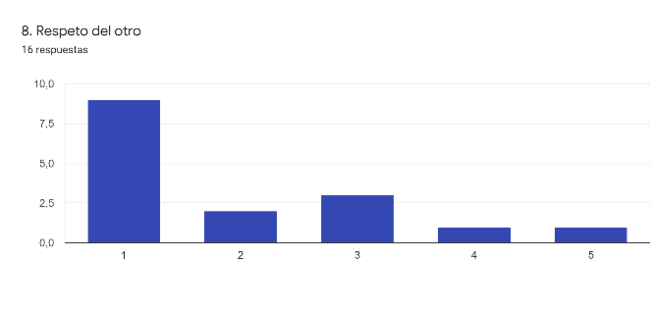 8. Respeto del otro
16 respuestas
10,0
7,5
5,0
2,5
0,0
1 2 3 4 5